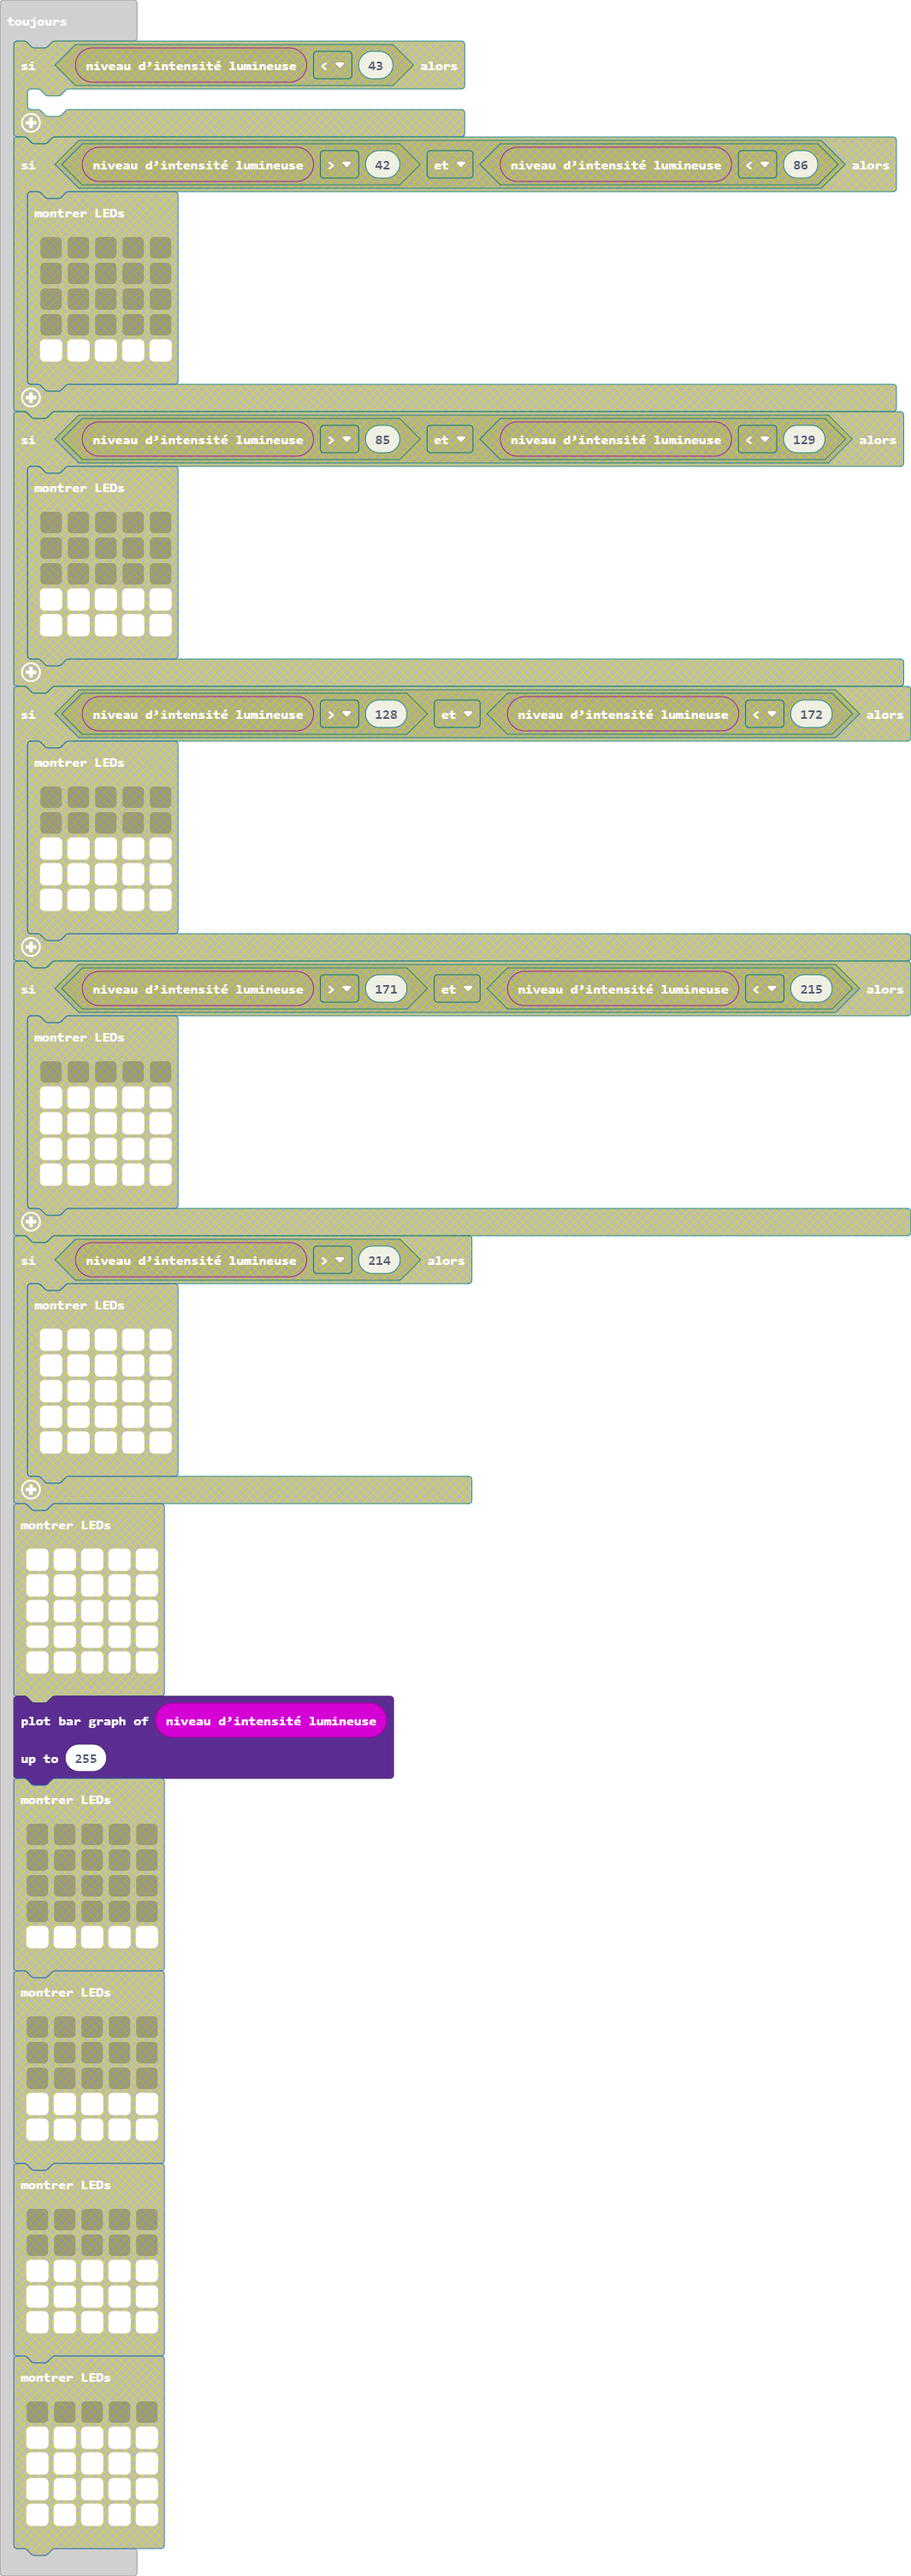 toujours
si niveau d’intensité lumineuse < 43 alors
si niveau d’intensité lumineuse > 42 et niveau d’intensité lumineuse < 86 alors
montrer LEDs
si niveau d’intensité lumineuse > 85 et niveau d’intensité lumineuse < 129 alors
montrer LEDs
si niveau d’intensité lumineuse > 128 et niveau d’intensité lumineuse < 172 alors
montrer LEDs
si niveau d’intensité lumineuse > 171 et niveau d’intensité lumineuse < 215 alors
montrer LEDs
si niveau d’intensité lumineuse > 214 alors
montrer LEDs
montrer LEDs
plot bar graph of niveau d’intensité lumineuse
up to 255
montrer LEDs
montrer LEDs
montrer LEDs
montrer LEDs